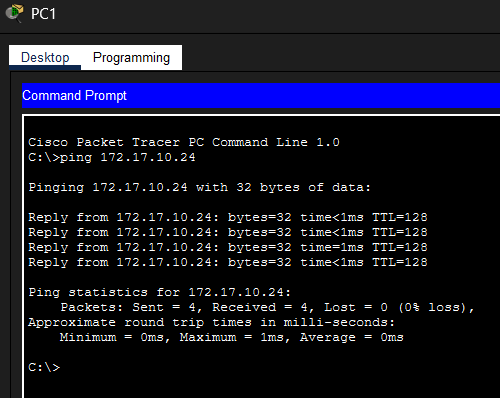 PC1
Desktop Programming
Command Prompt
Cisco Packet Tracer PC Command Line 1.0
C:\>ping 172.17.10.24
Pinging 172.17.10.24 with 32 bytes of data:
Reply from 172.17.10.24: bytes=32 time<1ms TTL=128
Reply from 172.17.10.24: bytes=32 time<1ms TTL=128
Reply from 172.17.10.24: bytes=32 time=1ms TTL=128
Reply from 172.17.10.24: bytes=32 time<1ms TTL=128
Ping statistics for 172.17.10.24:
Packets: Sent = 4, Received = 4, Lost = 0 (0% loss),
Approximate round trip times in milli-seconds:
Minimum = 0ms, Maximum = 1ms, Average = 0ms
C:\>